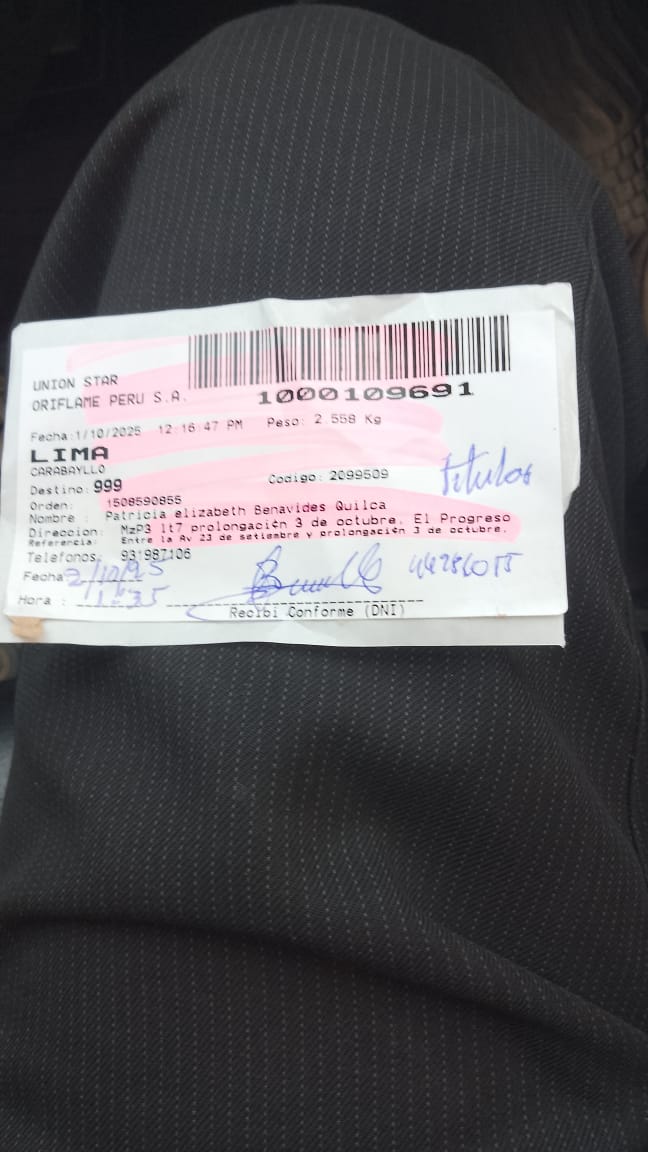 UNION STAR
ORIFLAME PERU S.A.
1000109691
Fecha:1/10/2025 12:16:47 PM Peso: 2.558 Kg
LIMA
CARABAYLLO
Destino: 999 Codigo: 2099509
Titular
Orden: 1508590855
Nombre : Patricia elizabeth Benavides Quilca
Direccion: MzP3 lt7 prolongación 3 de octubre. El Progreso
Referencia: Entre la Av 23 de setiembre y prolongación 3 de octubre.
Telefonos: 931987106
Fecha 2/10/25
Hora :
Recibi Conforme (DNI)